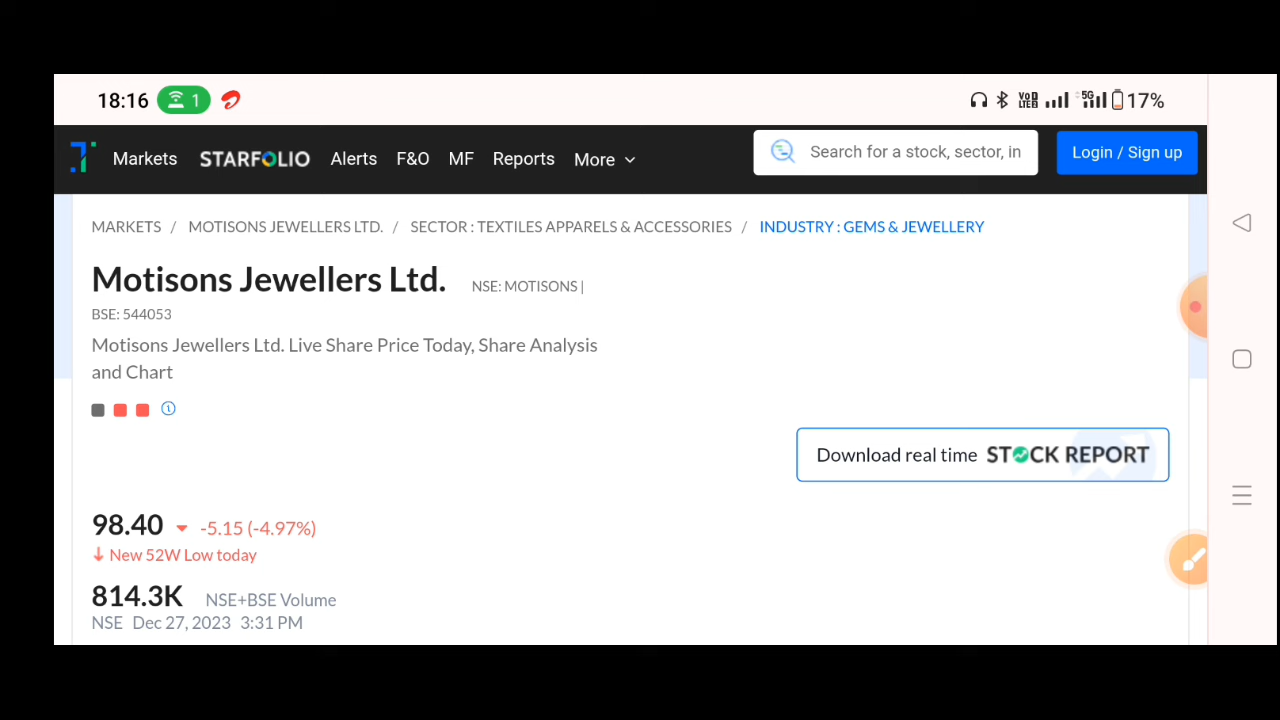 18:16 1 VoD LTE 5G 17%
Markets STARFOLIO Alerts F&O MF Reports More Search for a stock, sector, in Login / Sign up
MARKETS / MOTISONS JEWELLERS LTD. / SECTOR : TEXTILES APPARELS & ACCESSORIES / INDUSTRY : GEMS & JEWELLERY
Motisons Jewellers Ltd. NSE: MOTISONS |
BSE: 544053
Motisons Jewellers Ltd. Live Share Price Today, Share Analysis
and Chart
Download real time STOCK REPORT
98.40 -5.15 (-4.97%)
New 52W Low today
814.3K NSE+BSE Volume
NSE Dec 27, 2023 3:31 PM